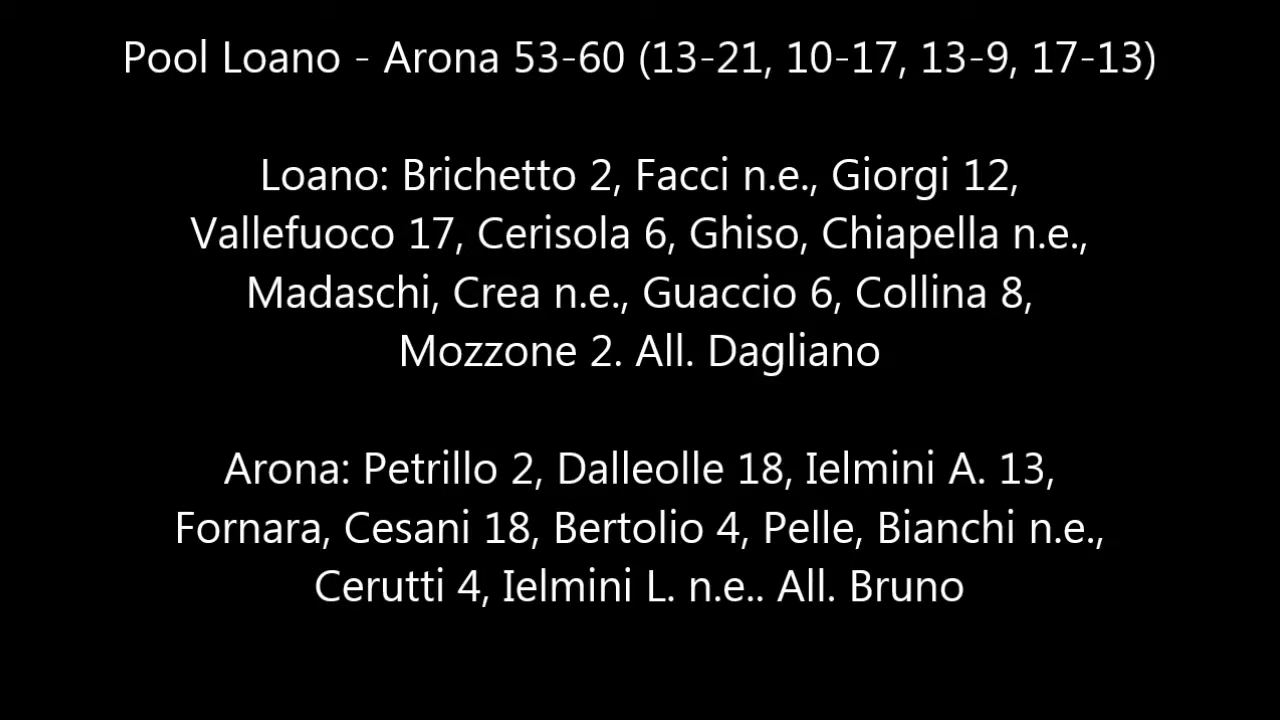 Pool Loano - Arona 53-60 (13-21, 10-17, 13-9, 17-13)
Loano: Brichetto 2, Facci n.e., Giorgi 12,
Vallefuoco 17, Cerisola 6, Ghiso, Chiapella n.e.,
Madaschi, Crea n.e., Guaccio 6, Collina 8,
Mozzone 2. All. Dagliano
Arona: Petrillo 2, Dalleolle 18, Ielmini A. 13,
Fornara, Cesani 18, Bertolio 4, Pelle, Bianchi n.e.,
Cerutti 4, Ielmini L. n.e.. All. Bruno